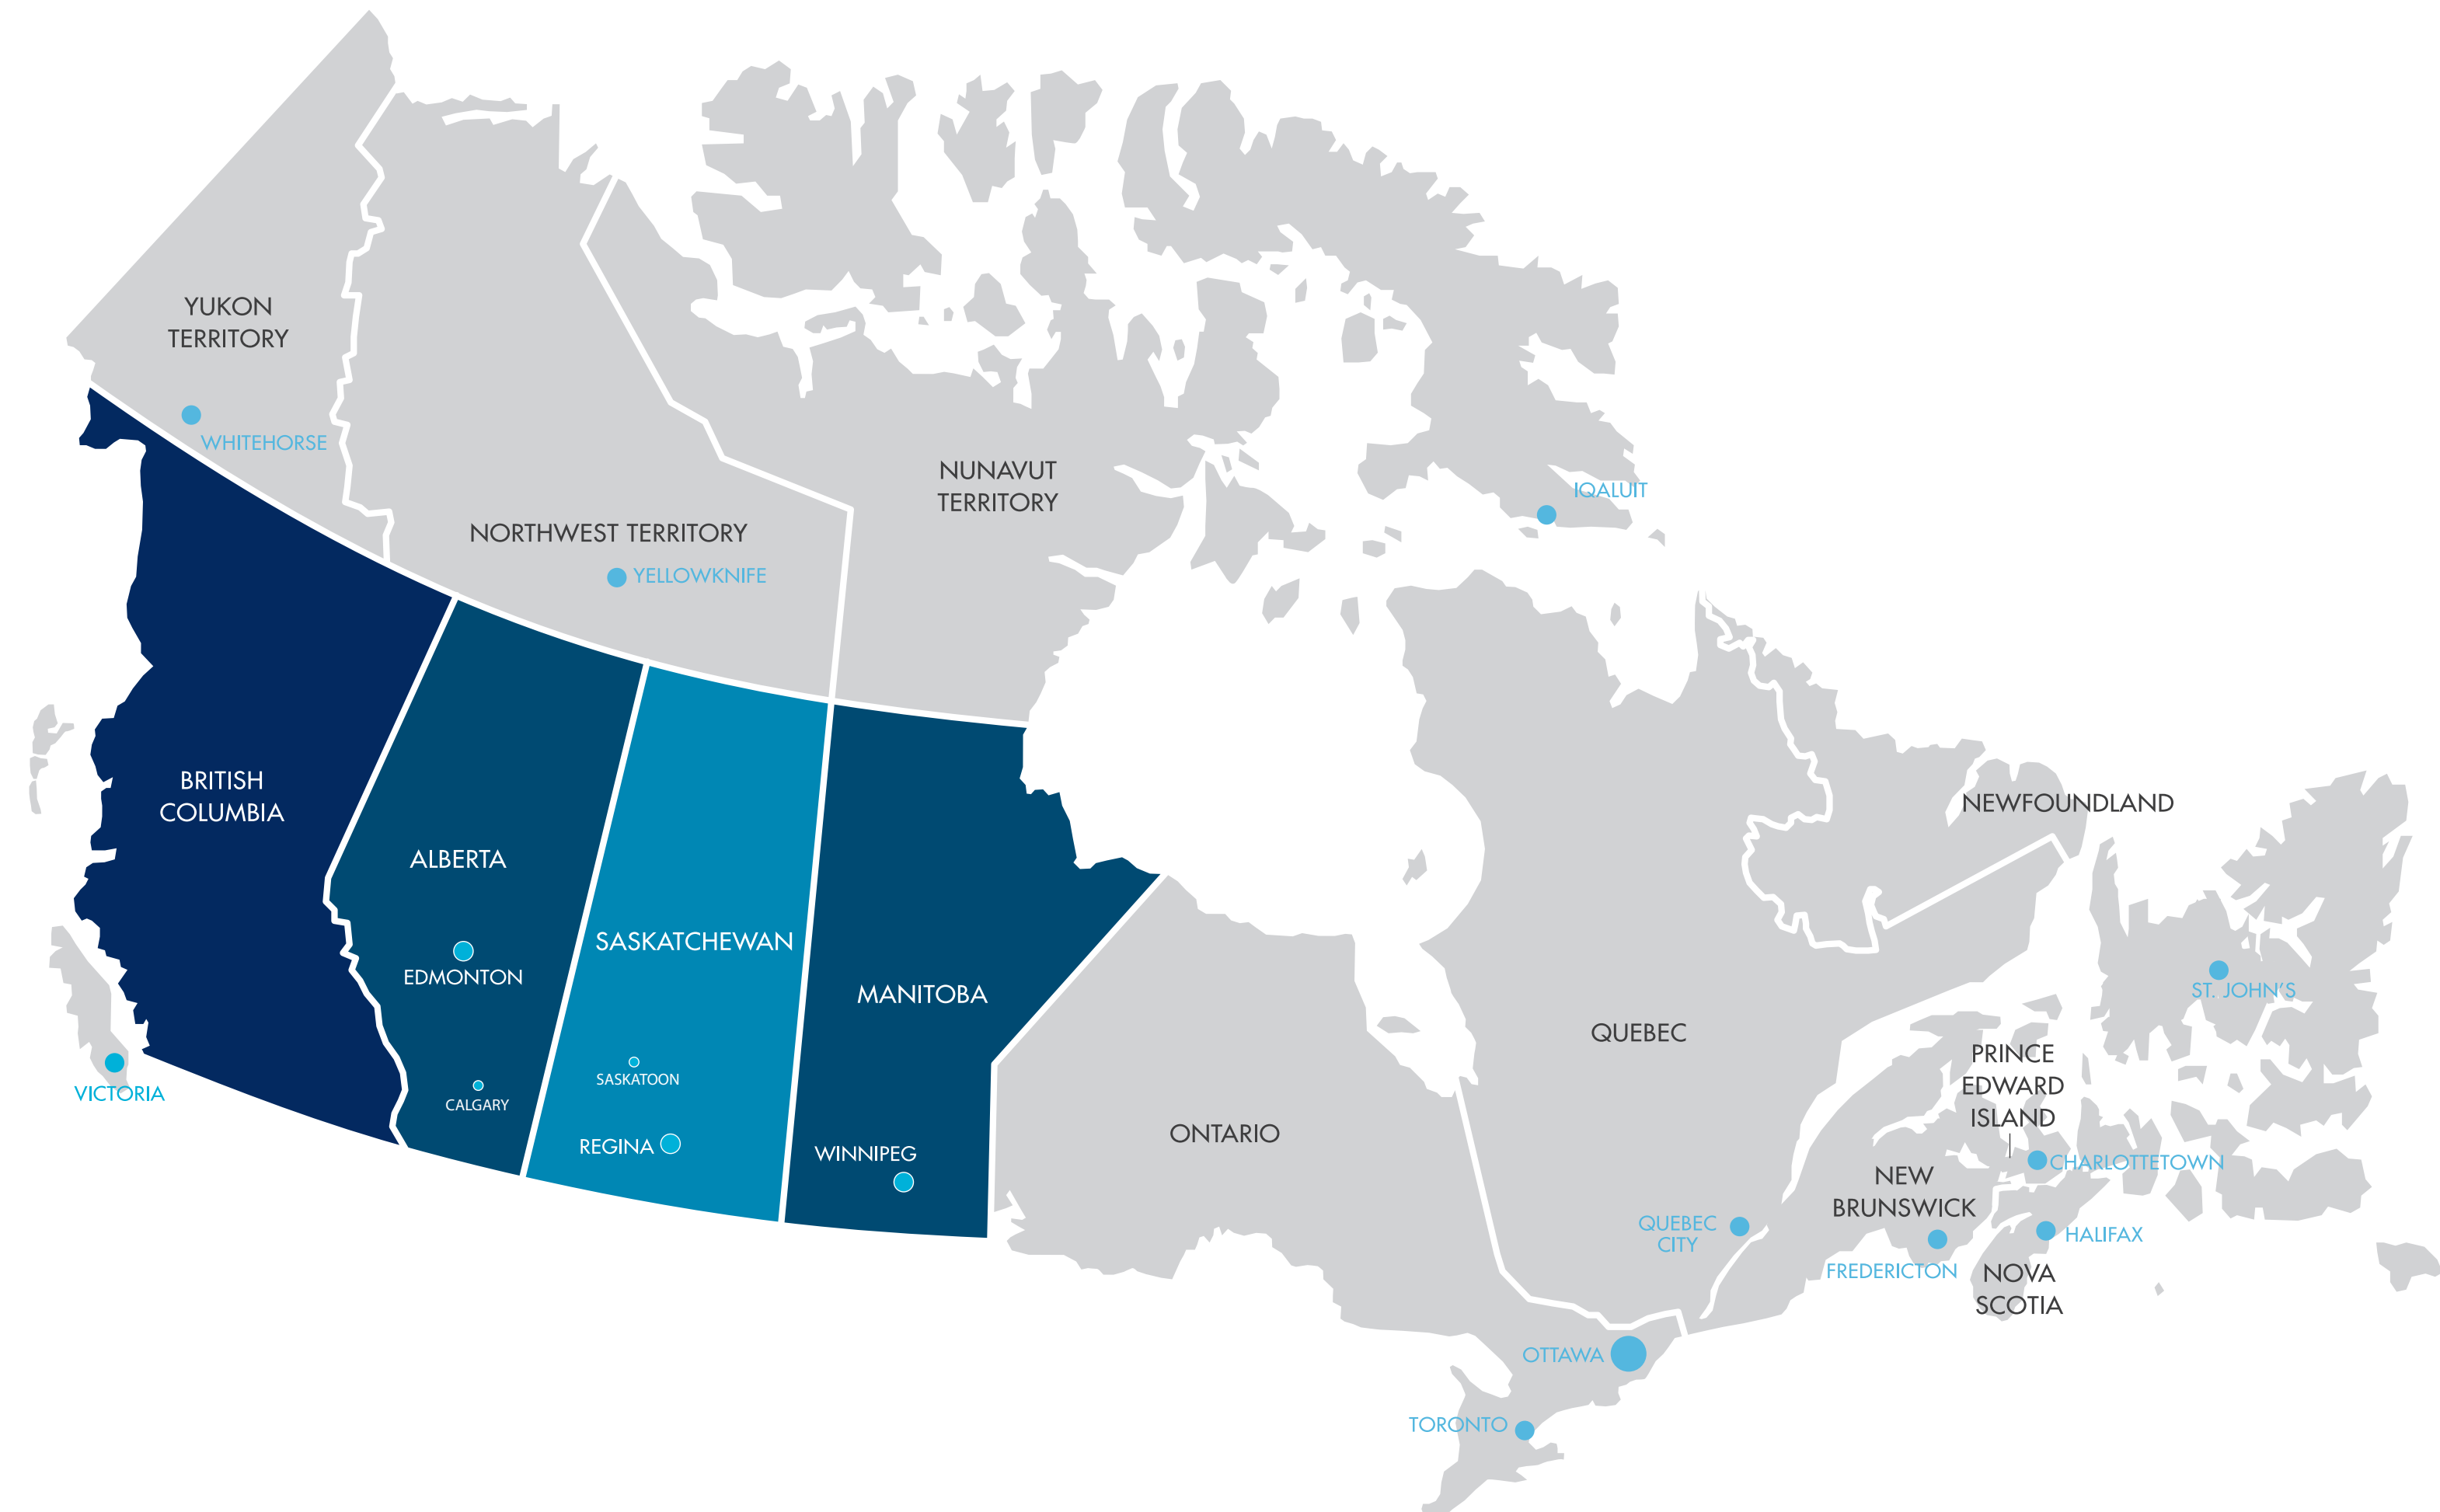 YUKON
TERRITORY
WHITEHORSE
NORTHWEST TERRITORY
YELLOWKNIFE
NUNAVUT
TERRITORY
IQALUIT
BRITISH
COLUMBIA
VICTORIA
ALBERTA
EDMONTON
CALGARY
SASKATCHEWAN
SASKATOON
REGINA
MANITOBA
WINNIPEG
ONTARIO
OTTAWA
TORONTO
QUEBEC
QUEBEC
CITY
NEWFOUNDLAND
ST. JOHN'S
PRINCE
EDWARD
ISLAND
CHARLOTTETOWN
NEW
BRUNSWICK
FREDERICTON
HALIFAX
NOVA
SCOTIA